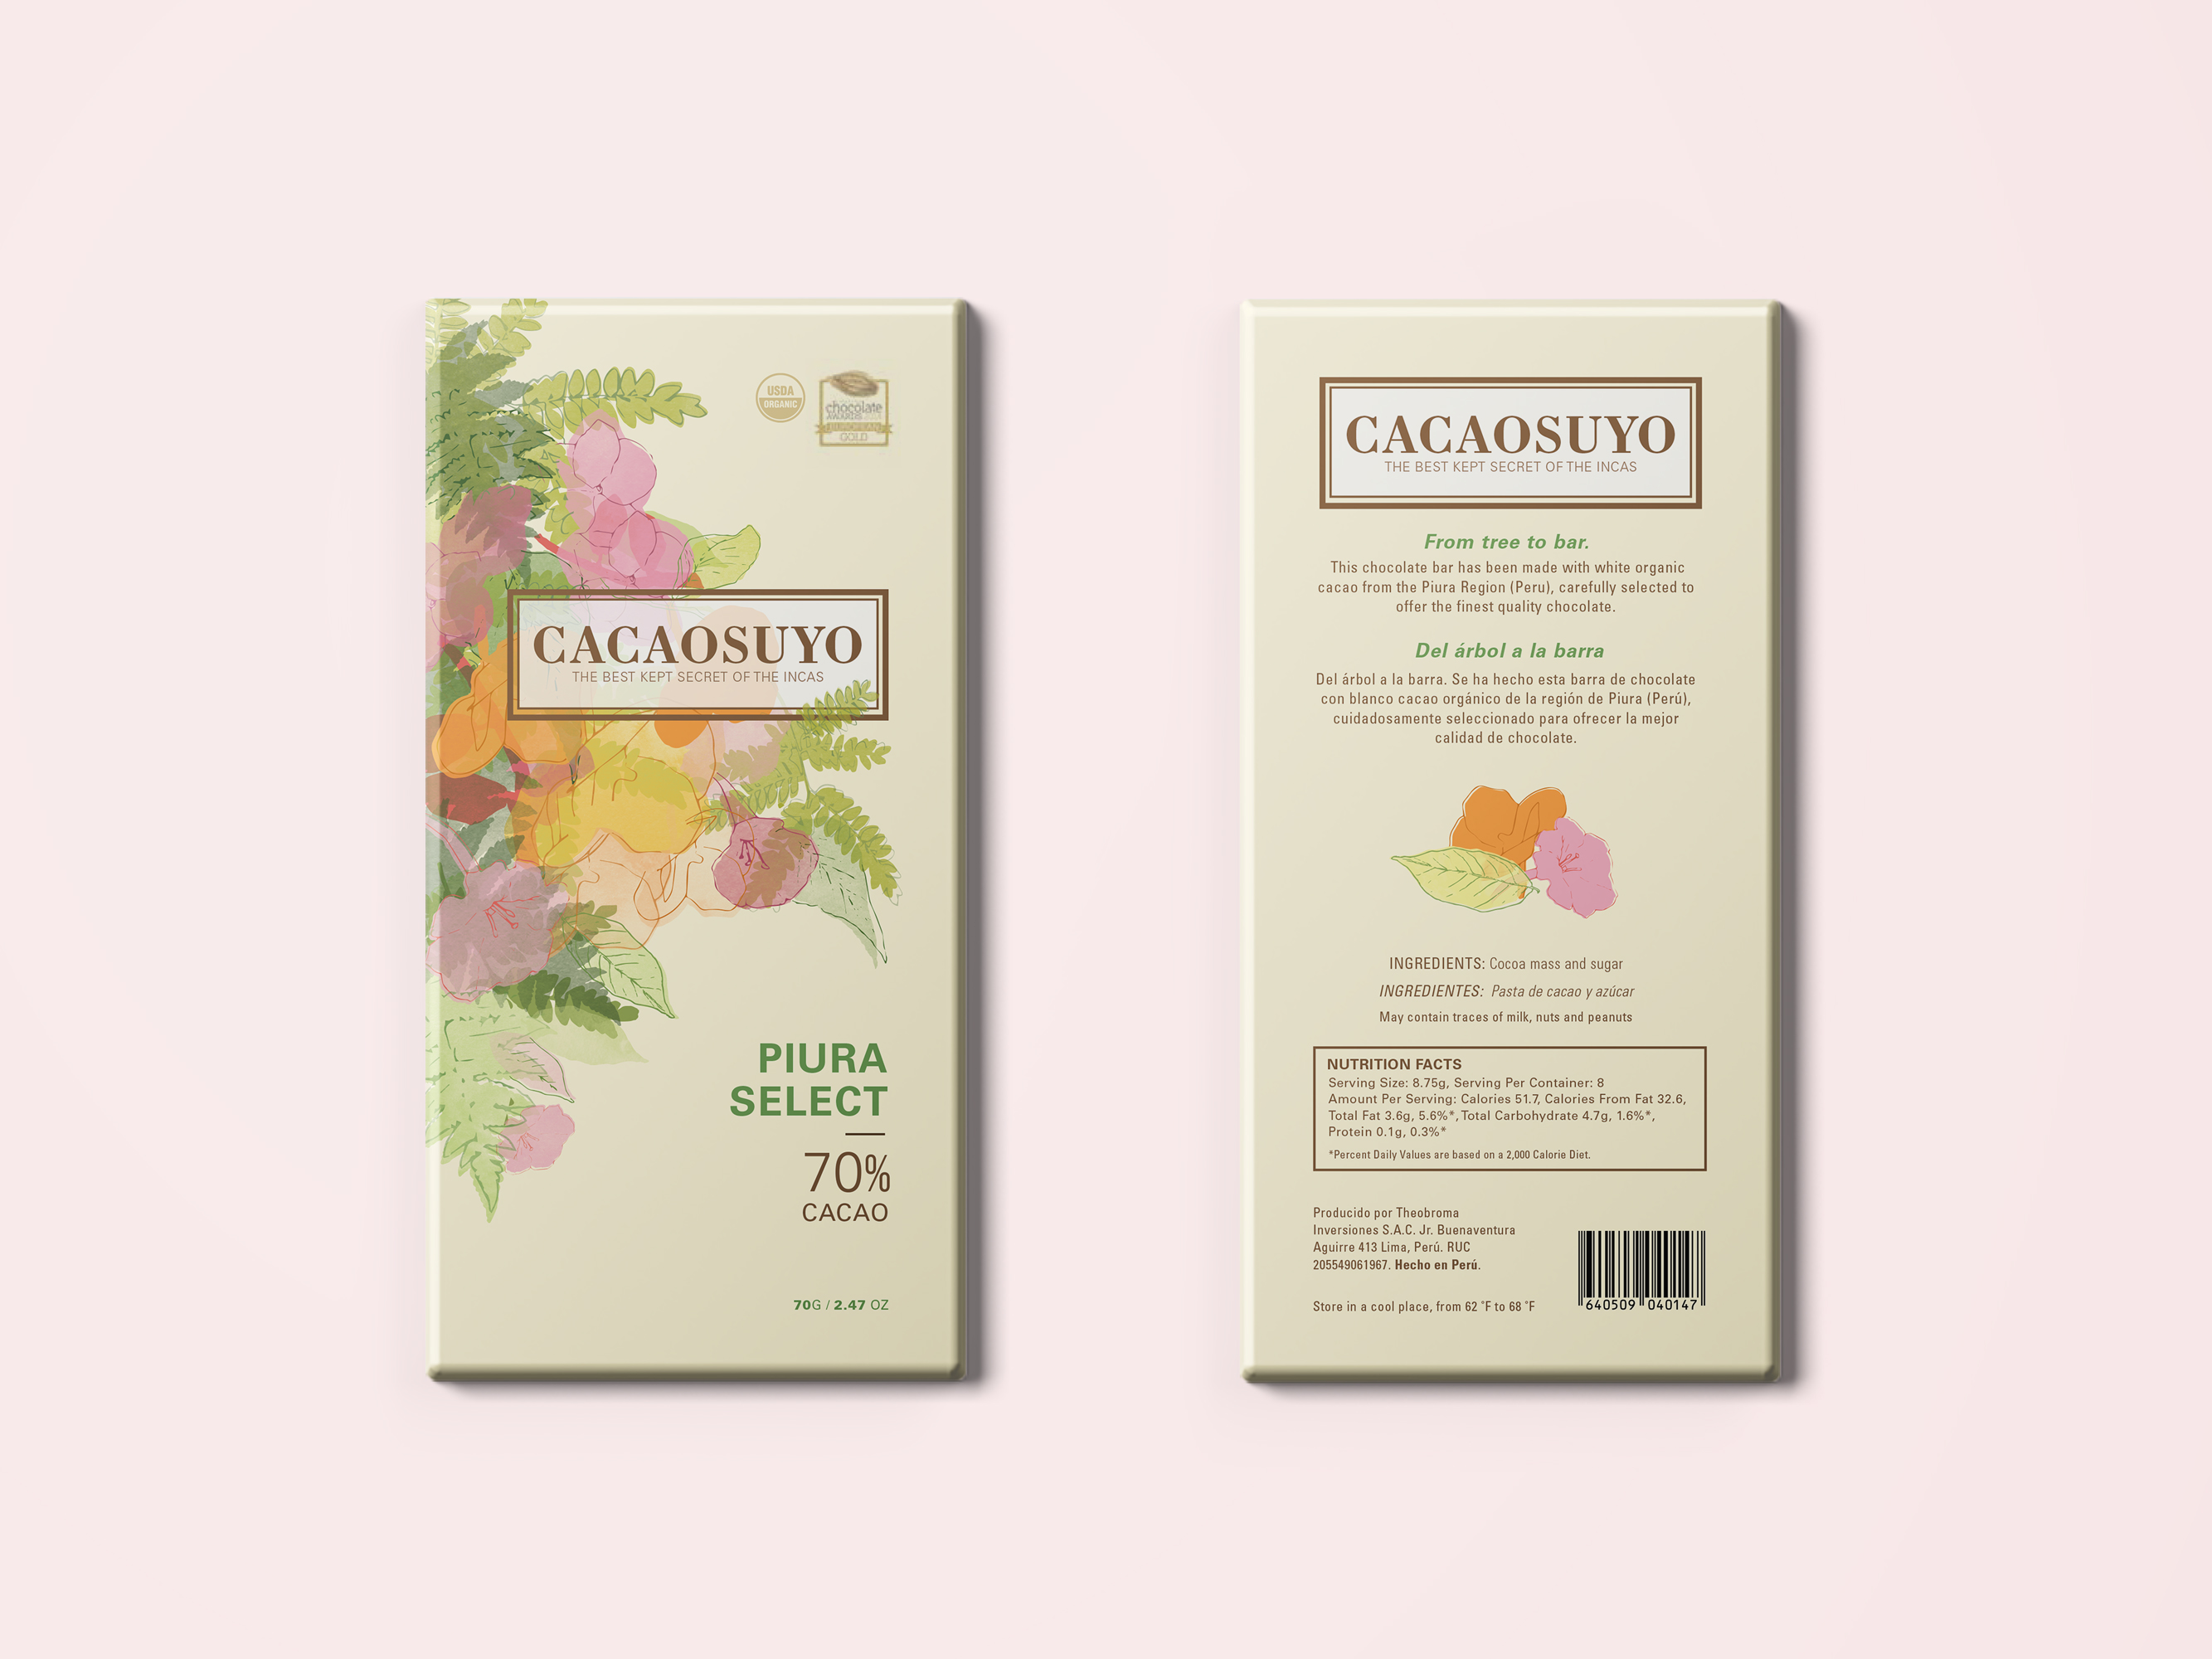 USDA
ORGANIC
chocolate
AWARDS
GOLD
CACAOSUYO
THE BEST KEPT SECRET OF THE INCAS
PIURA
SELECT
70%
CACAO
70G / 2.47 OZ
CACAOSUYO
THE BEST KEPT SECRET OF THE INCAS
From tree to bar.
This chocolate bar has been made with white organic
cacao from the Piura Region (Peru), carefully selected to
offer the finest quality chocolate.
Del árbol a la barra
Del árbol a la barra. Se ha hecho esta barra de chocolate
con blanco cacao orgánico de la región de Piura (Perú),
cuidadosamente seleccionado para ofrecer la mejor
calidad de chocolate.
INGREDIENTS: Cocoa mass and sugar
INGREDIENTES: Pasta de cacao y azúcar
May contain traces of milk, nuts and peanuts
NUTRITION FACTS
Serving Size: 8.75g, Serving Per Container: 8
Amount Per Serving: Calories 51.7, Calories From Fat 32.6,
Total Fat 3.6g, 5.6%*, Total Carbohydrate 4.7g, 1.6%*,
Protein 0.1g, 0.3%*
*Percent Daily Values are based on a 2,000 Calorie Diet.
Producido por Theobroma
Inversiones S.A.C. Jr. Buenaventura
Aguirre 413 Lima, Perú. RUC
205549061967. Hecho en Perú.
Store in a cool place, from 62 °F to 68 °F
640509 040147